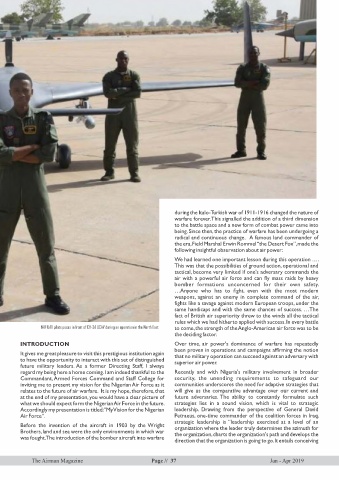 NAF UAV pilots pose in front of CH-3A UCAV during an operation in the North East
INTRODUCTION
It gives me great pleasure to visit this prestigious institution again
to have the opportunity to interact with this set of distinguished
future military leaders. As a former Directing Staff, I always
regard my being here a home coming. I am indeed thankful to the
Commandant, Armed Forces Command and Staff College for
inviting me to present my vision for the Nigerian Air Force as it
relates to the future of air warfare. It is my hope, therefore, that
at the end of my presentation, you would have a clear picture of
what we should expect form the Nigerian Air Force in the future.
Accordingly my presentation is titled: "My Vision for the Nigerian
Air Force."
Before the invention of the aircraft in 1903 by the Wright
Brothers, land and sea were the only environments in which war
was fought. The introduction of the bomber aircraft into warfare
during the Italo-Turkish war of 1911-1916 changed the nature of
warfare forever. This signalled the addition of a third dimension
to the battle space and a new form of combat power came into
being. Since then, the practice of warfare has been undergoing a
radical and continuous change. A famous land commander of
the era, Field Marshal Erwin Rommel "the Desert Fox", made the
following insightful observation about air power:
We had learned one important lesson during this operation ….
This was that the possibilities of ground action, operational and
tactical, become very limited if one's adversary commands the
air with a powerful air force and can fly mass raids by heavy
bomber formations unconcerned for their own safety.
…Anyone who has to fight, even with the most modern
weapons, against an enemy in complete command of the air,
fights like a savage against modern European troops, under the
same handicaps and with the same chances of success. …The
fact of British air superiority threw to the winds all the tactical
rules which we had hitherto applied with success. In every battle
to come, the strength of the Anglo-American air force was to be
the deciding factor.
Over time, air power's dominance of warfare has repeatedly
been proven in operations and campaigns affirming the notion
that no military operation can succeed against an adversary with
superior air power.
Recently and with Nigeria's military involvement in broader
security, the unending requirements to safeguard our
communities underscores the need for adaptive strategies that
will give us the comparative advantage over our current and
future adversaries. The ability to constantly formulate such
strategies lies in a sound vision, which is vital to strategic
leadership. Drawing from the perspective of General David
Petraeus, one-time commander of the coalition forces in Iraq,
strategic leadership is "leadership exercised at a level of an
organization where the leader truly determines the azimuth for
the organization, charts the organization's path and develops the
direction that the organization is going to go. It entails conceiving
The Airman Magazine Page // 37 Jan - Apr 2019